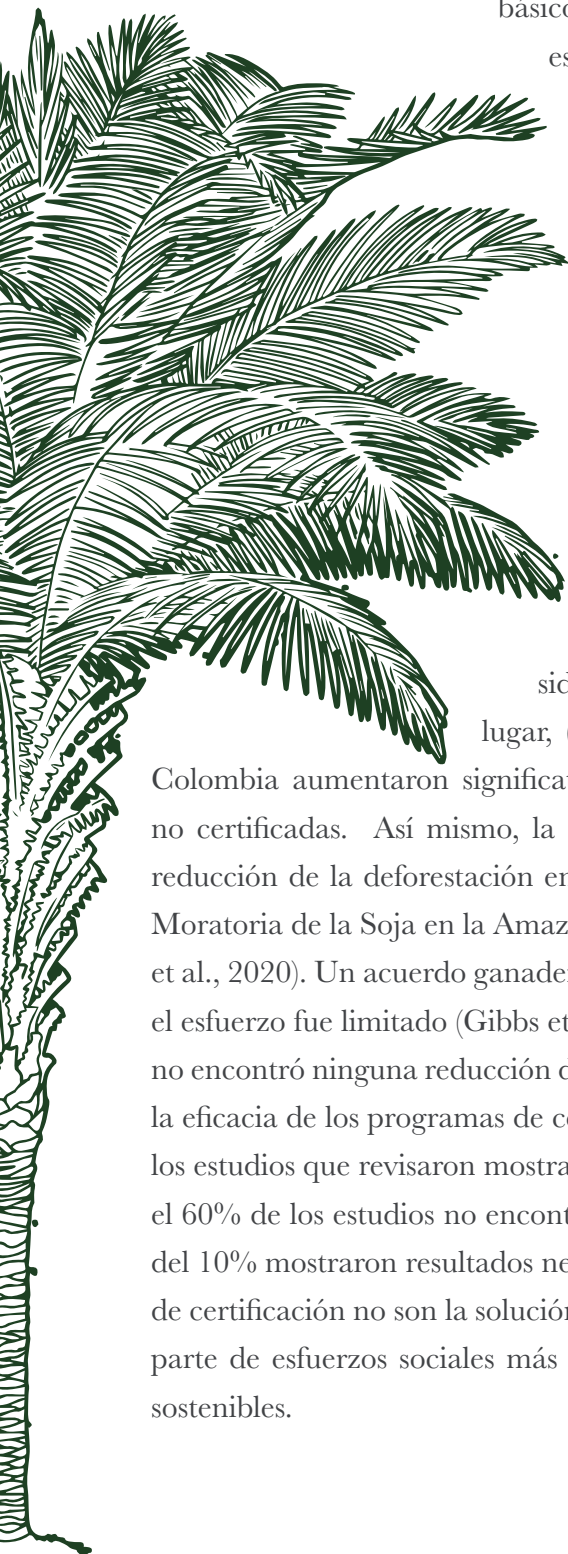 básico
es
sid
lugar, (
Colombia aumentaron significa
no certificadas. Así mismo, la
reducción de la deforestación en
Moratoria de la Soja en la Amaz
et al., 2020). Un acuerdo ganade
el esfuerzo fue limitado (Gibbs et
no encontró ninguna reducción d
la eficacia de los programas de c
los estudios que revisaron mostra
el 60% de los estudios no encont
del 10% mostraron resultados ne
de certificación no son la solución
parte de esfuerzos sociales más
sostenibles.